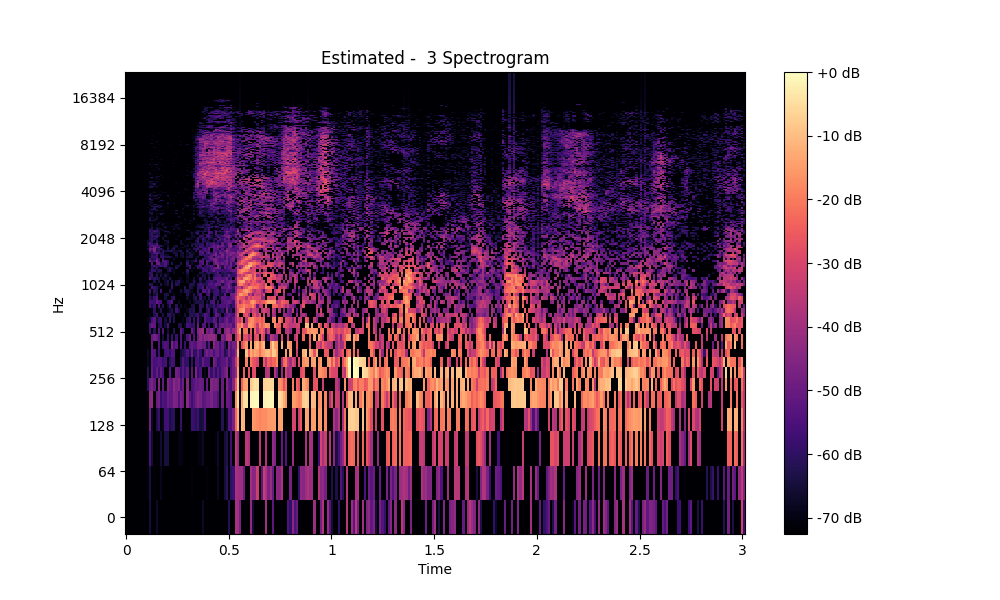 Estimated -  3 Spectrogram
Hz
16384
8192
4096
2048
1024
512
256
128
64
0
0
0.5
1
1.5
2
2.5
3
Time
+0 dB
-10 dB
-20 dB
-30 dB
-40 dB
-50 dB
-60 dB
-70 dB